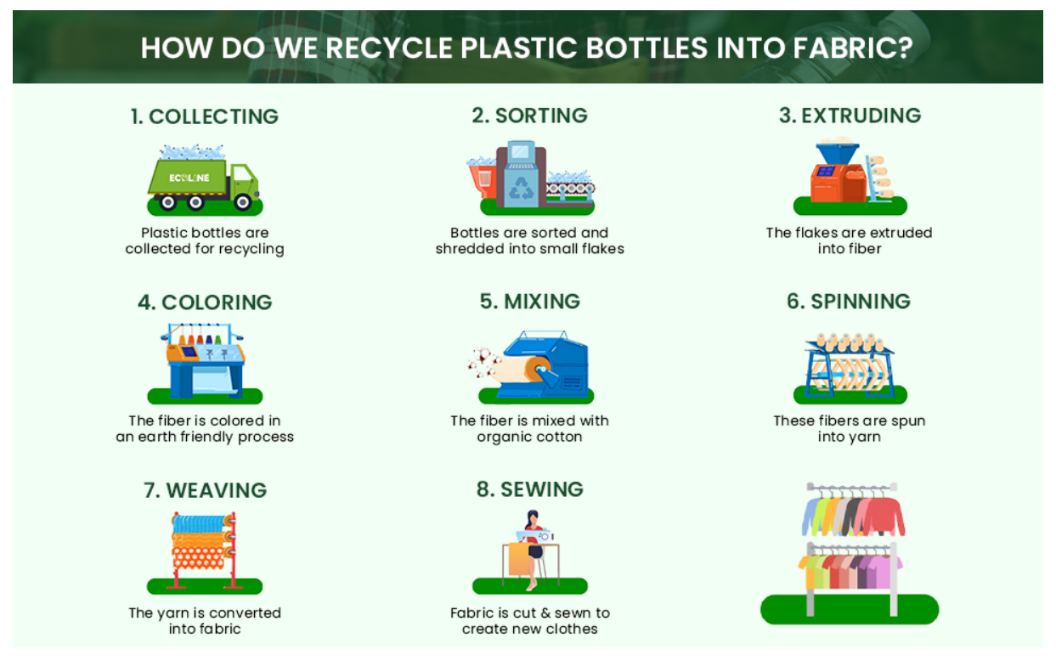 HOW DO WE RECYCLE PLASTIC BOTTLES INTO FABRIC?
1. COLLECTING
ECOLINE
Plastic bottles are
collected for recycling
2. SORTING
Bottles are sorted and
shredded into small flakes
3. EXTRUDING
The flakes are extruded
into fiber
4. COLORING
The fiber is colored in
an earth friendly process
5. MIXING
The fiber is mixed with
organic cotton
6. SPINNING
These fibers are spun
into yarn
7. WEAVING
The yarn is converted
into fabric
8. SEWING
Fabric is cut & sewn to
create new clothes